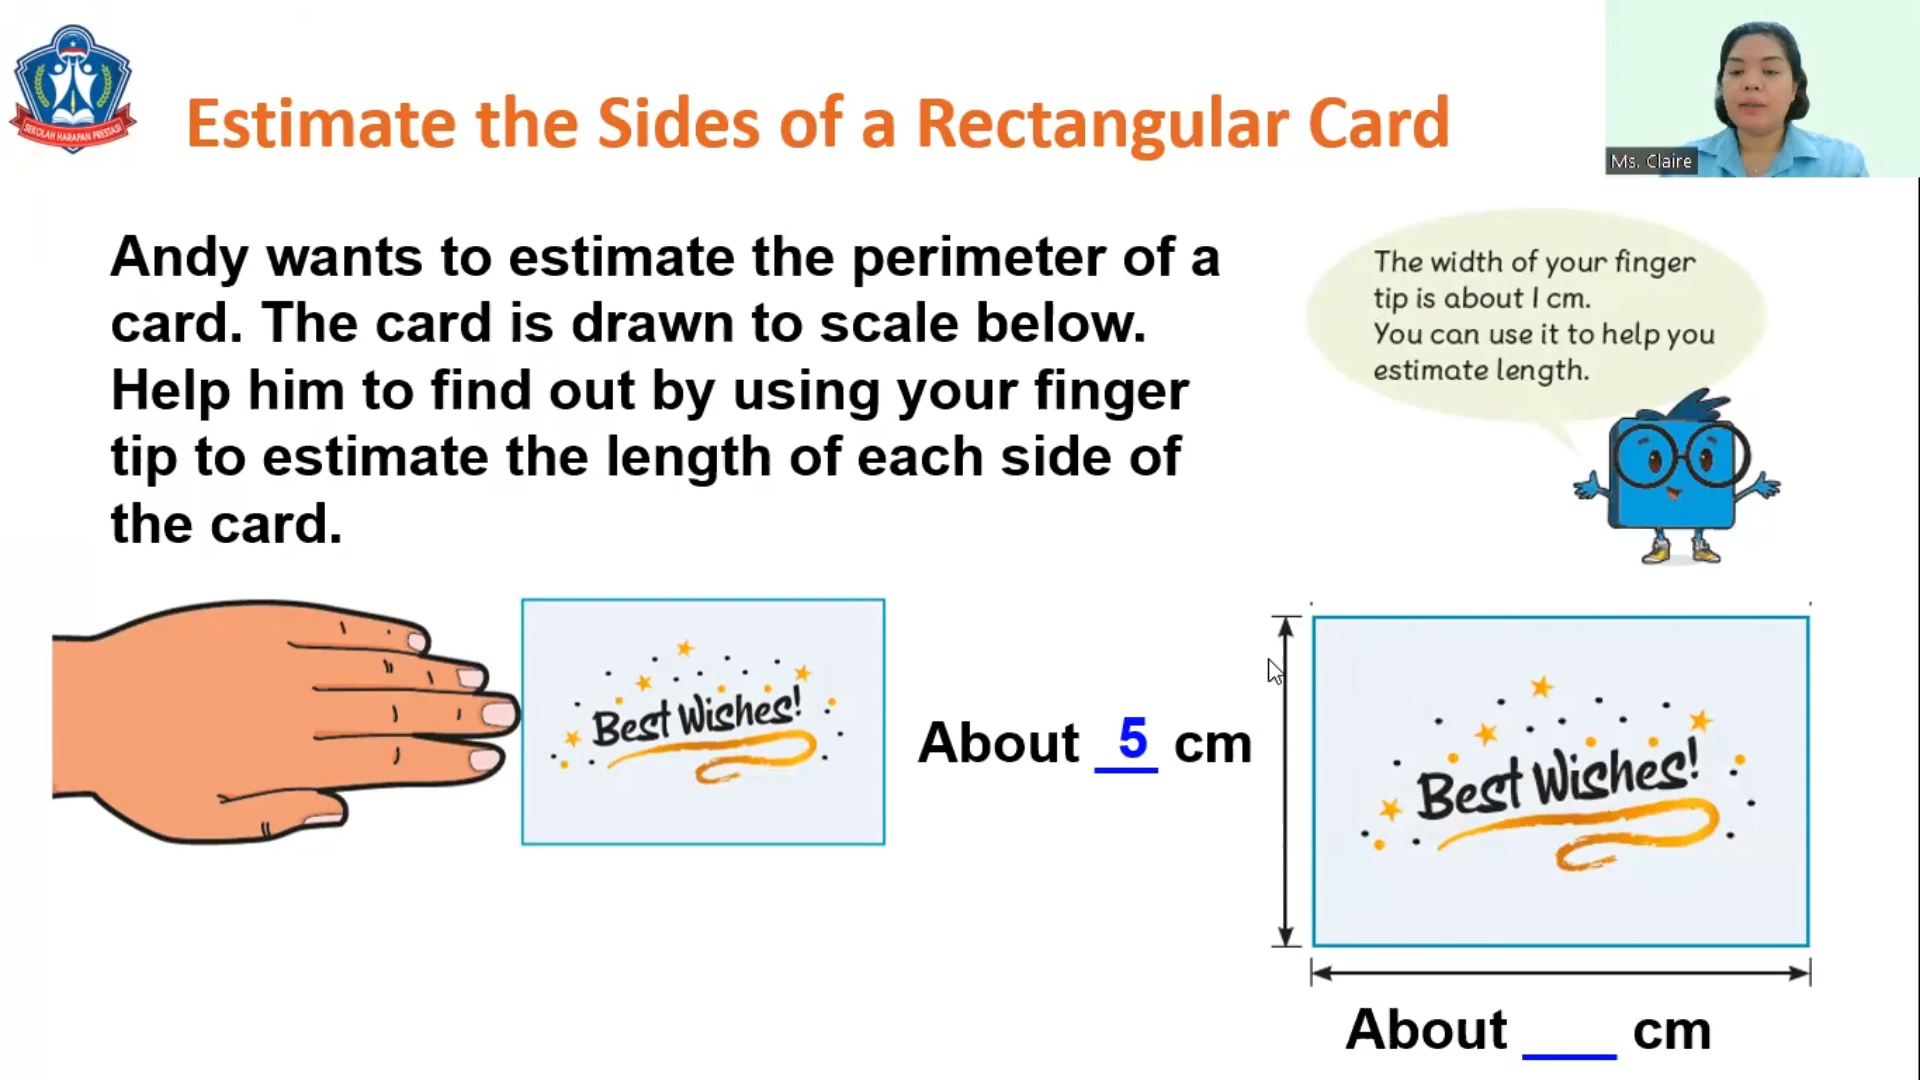 SEKOLAH HARAPAN PRESTASI
Estimate the Sides of a Rectangular Card
Ms. Claire
Andy wants to estimate the perimeter of a
card. The card is drawn to scale below.
Help him to find out by using your finger
tip to estimate the length of each side of
the card.
The width of your finger
tip is about 1 cm.
You can use it to help you
estimate length.
Best Wishes!
About 5 cm
Best Wishes!
About ___ cm